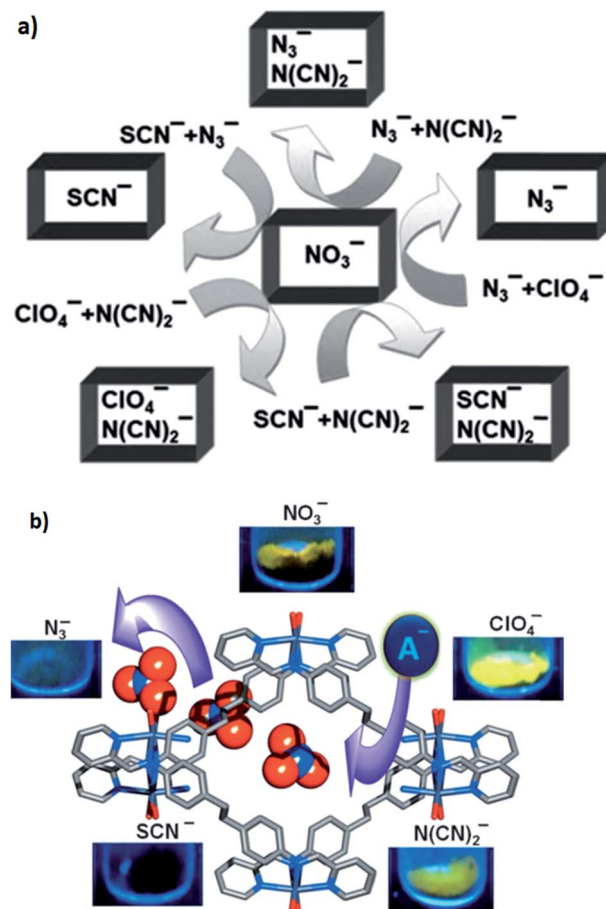 a)
N₃⁻
N(CN)₂⁻
SCN⁻+N₃⁻
N₃⁻+N(CN)₂⁻
SCN⁻
NO₃⁻
N₃⁻
ClO₄⁻+N(CN)₂⁻
N₃⁻+ClO₄⁻
ClO₄⁻
N(CN)₂⁻
SCN⁻+N(CN)₂⁻
SCN⁻
N(CN)₂⁻
b)
NO₃⁻
N₃⁻
ClO₄⁻
A⁻
SCN⁻
N(CN)₂⁻